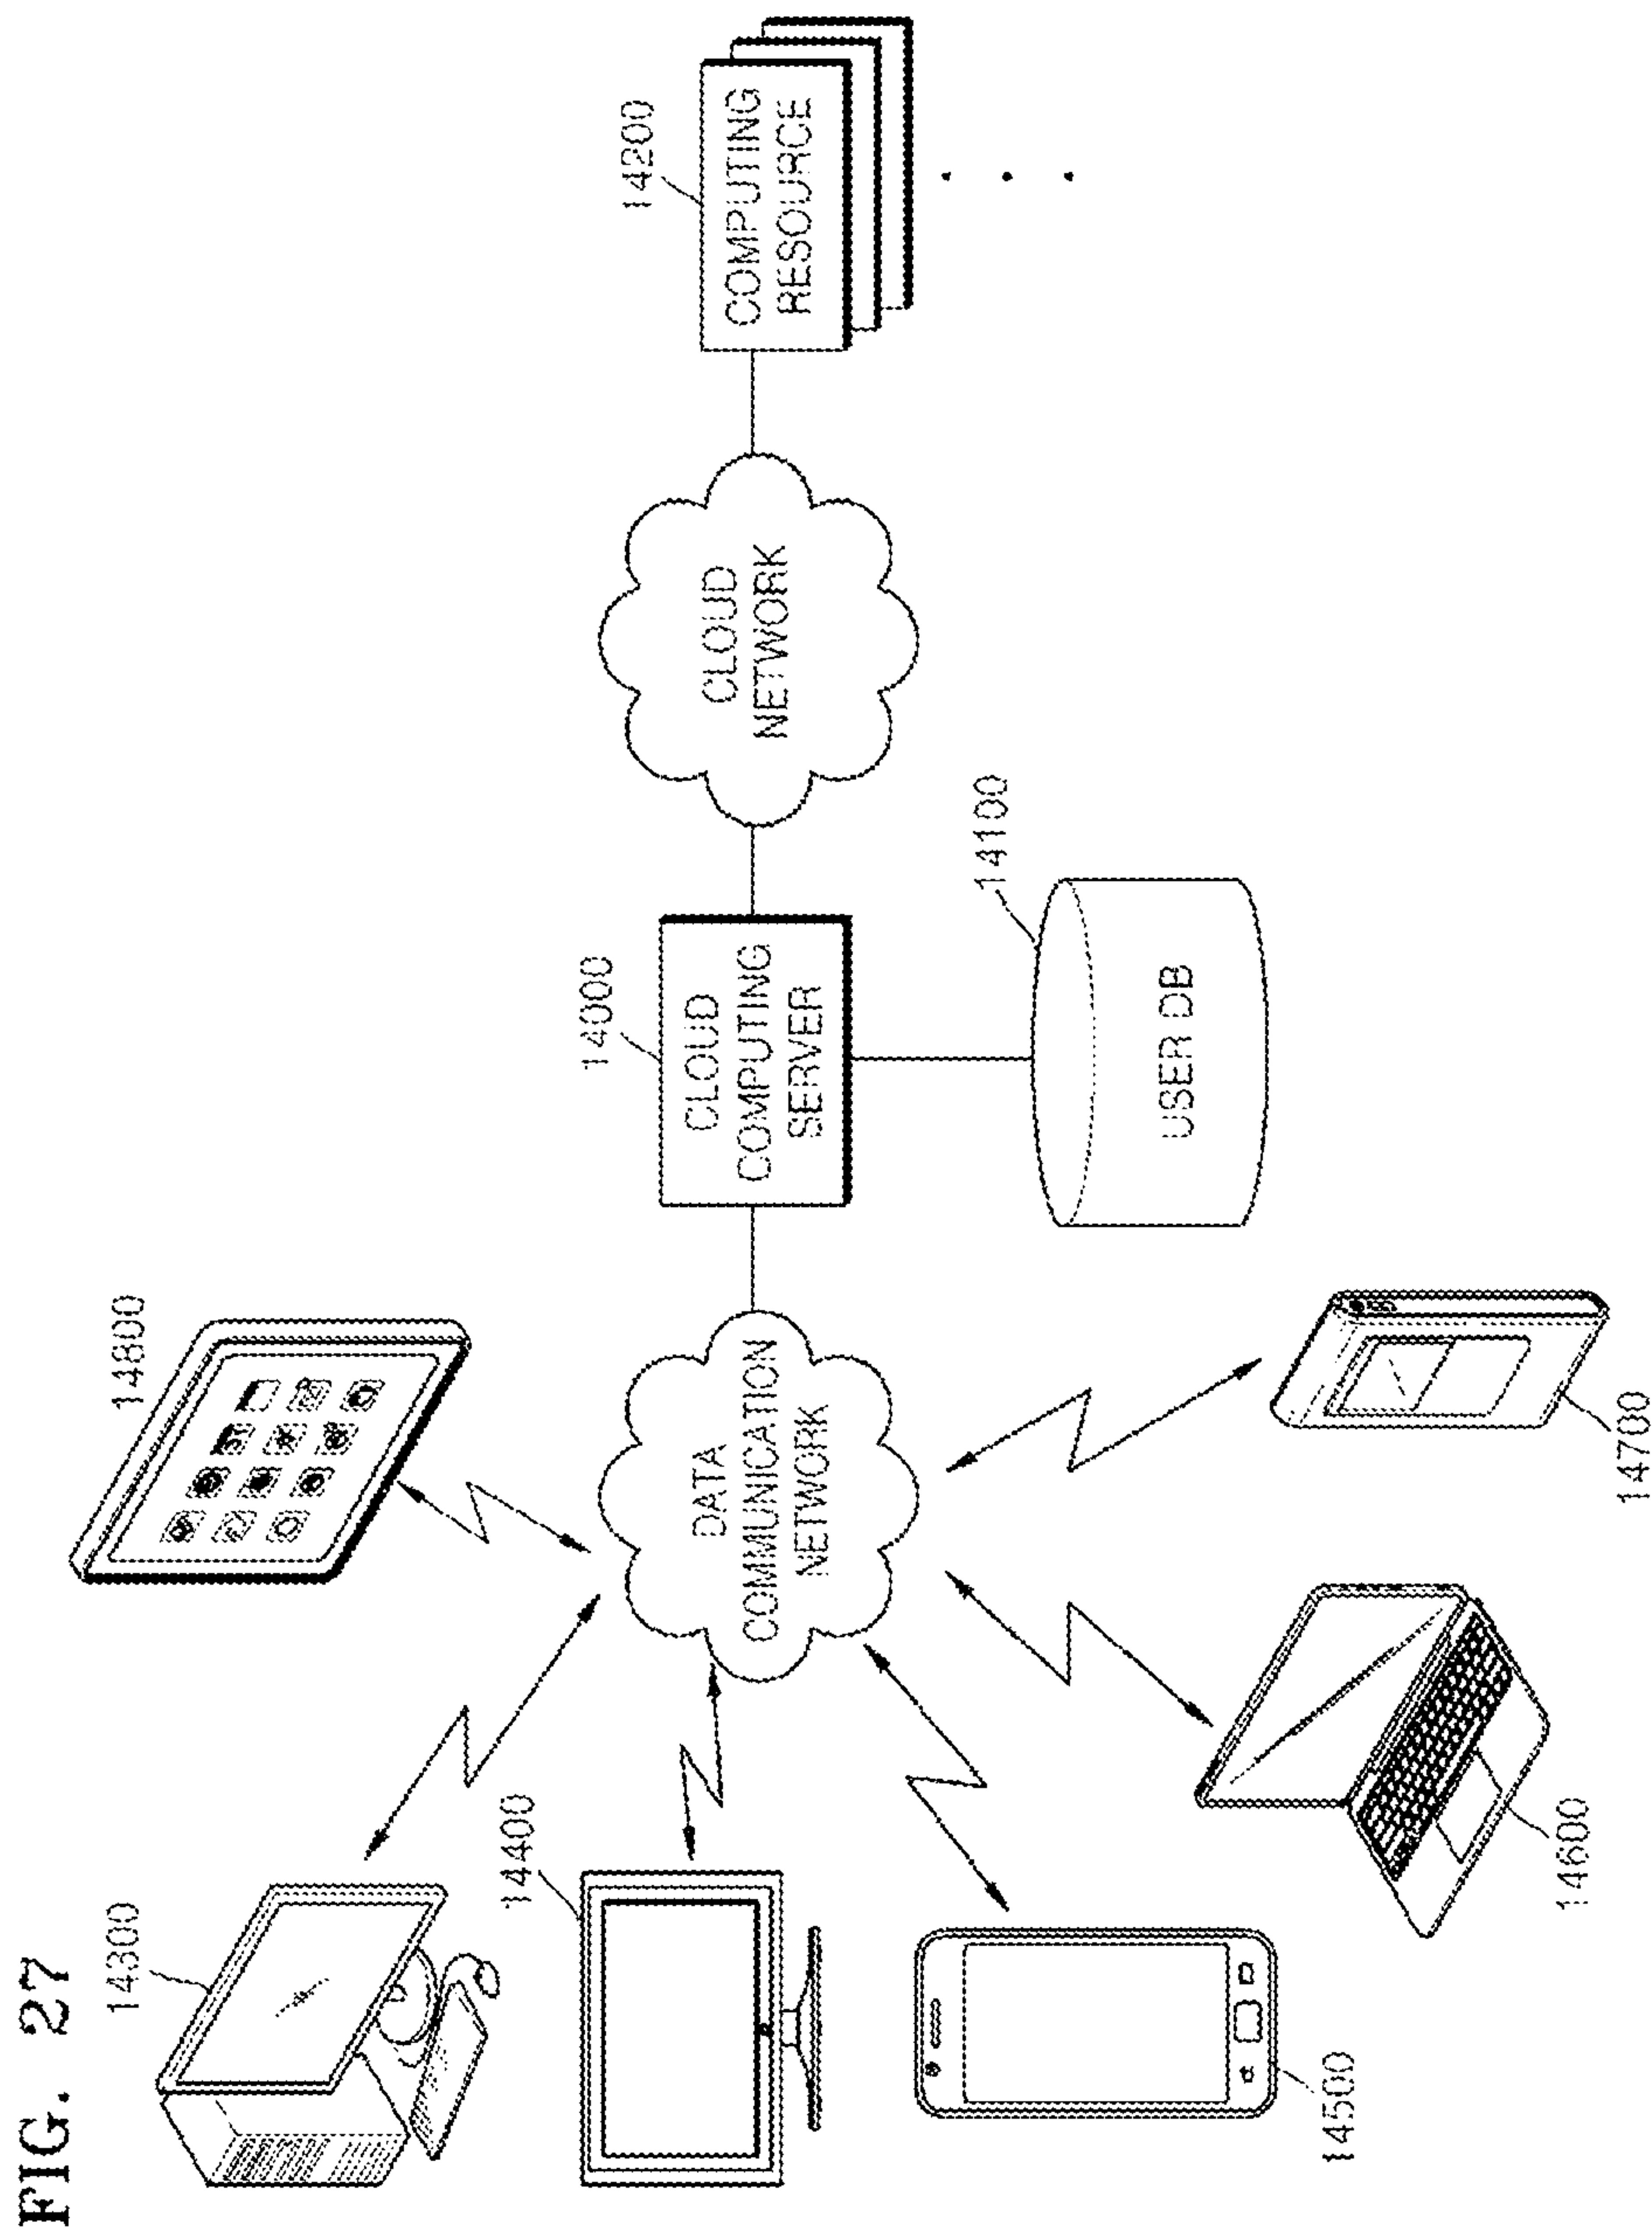 FIG. 27
14300
14800
14400
14000
14200
DATA
COMMUNICATION
NETWORK
CLOUD
COMPUTING
SERVER
CLOUD
NETWORK
COMPUTING
RESOURCE
14100
USER DB
14500
14600
14700